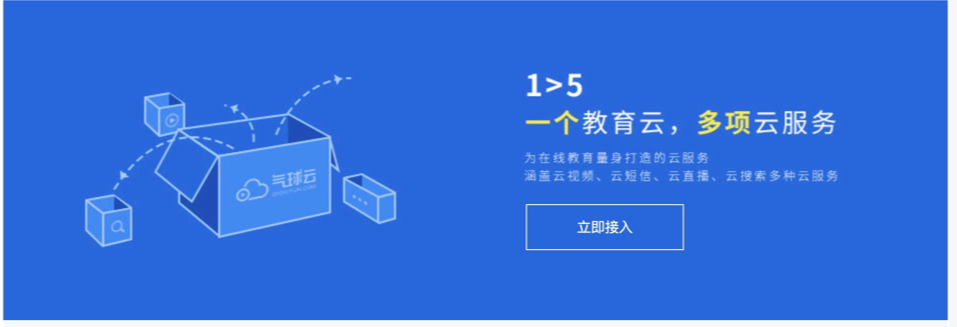 气球云
1>5
一个教育云，多项云服务
为在线教育量身打造的云服务
涵盖云视频、云短信、云直播、云搜索多种云服务
立即接入